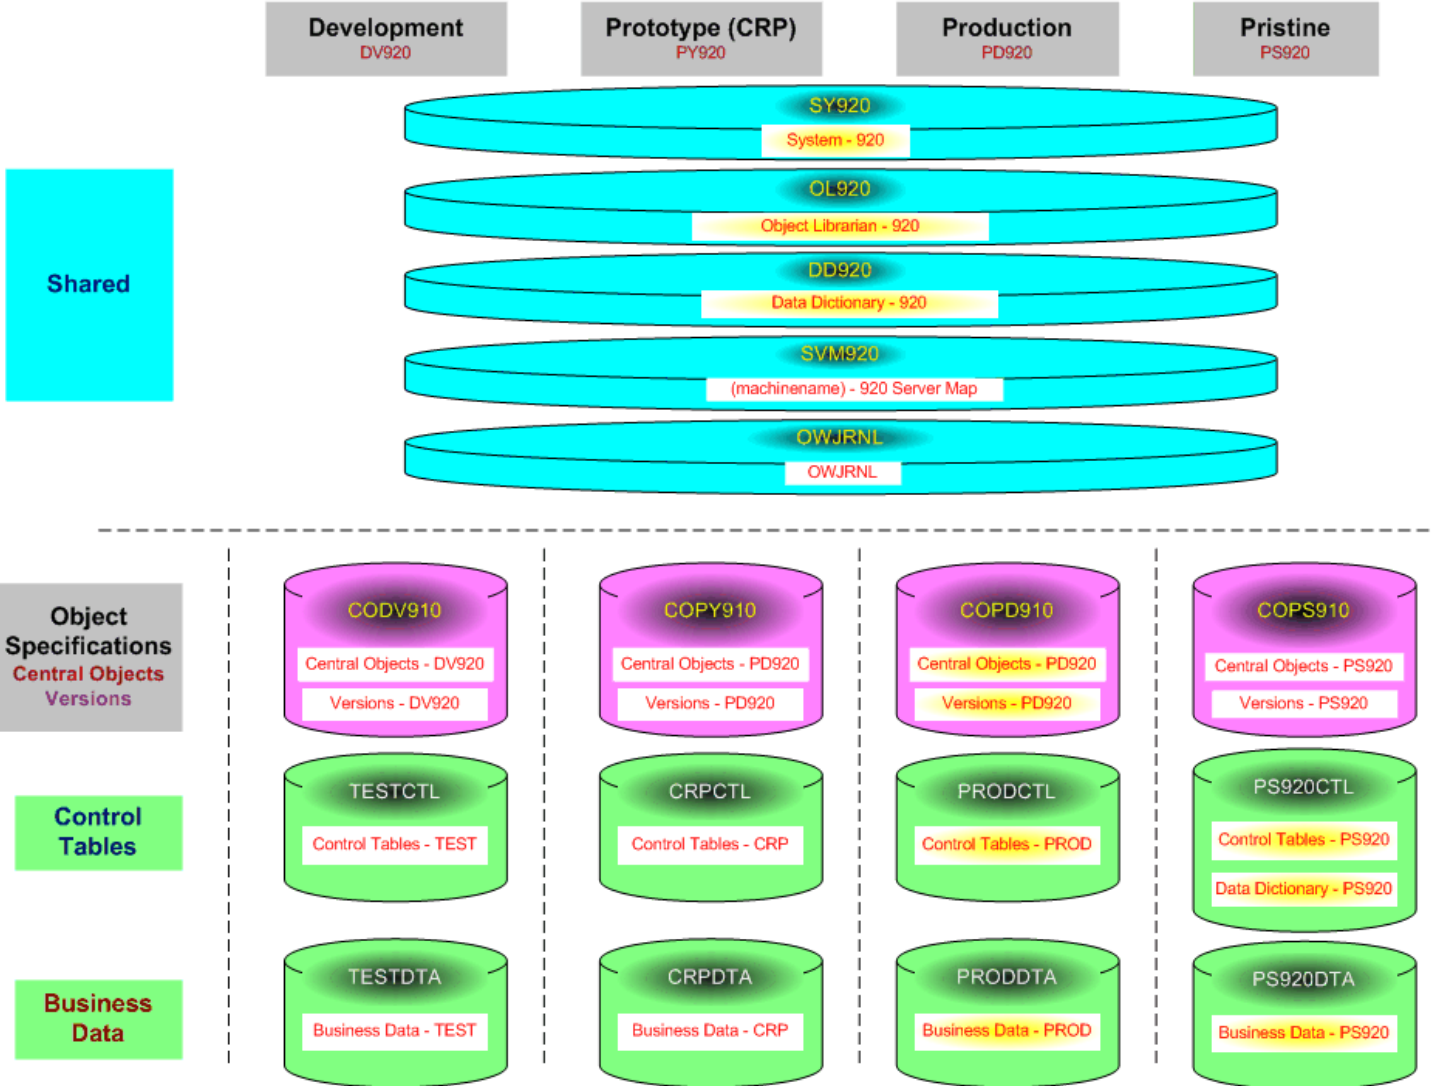 Development
DV920
Prototype (CRP)
PY920
Production
PD920
Pristine
PS920
SY920
System - 920
OL920
Object Librarian - 920
Shared
DD920
Data Dictionary - 920
SVM920
(machinename) - 920 Server Map
OWJRNL
OWJRNL
Object
Specifications
Central Objects
Versions
CODV910
Central Objects - DV920
Versions - DV920
COPY910
Central Objects - PD920
Versions - PD920
COPD910
Central Objects - PD920
Versions - PD920
COPS910
Central Objects - PS920
Versions - PS920
Control
Tables
TESTCTL
Control Tables - TEST
CRPCTL
Control Tables - CRP
PRODCTL
Control Tables - PROD
PS920CTL
Control Tables - PS920
Data Dictionary - PS920
Business
Data
TESTDTA
Business Data - TEST
CRPDTA
Business Data - CRP
PRODDTA
Business Data - PROD
PS920DTA
Business Data - PS920